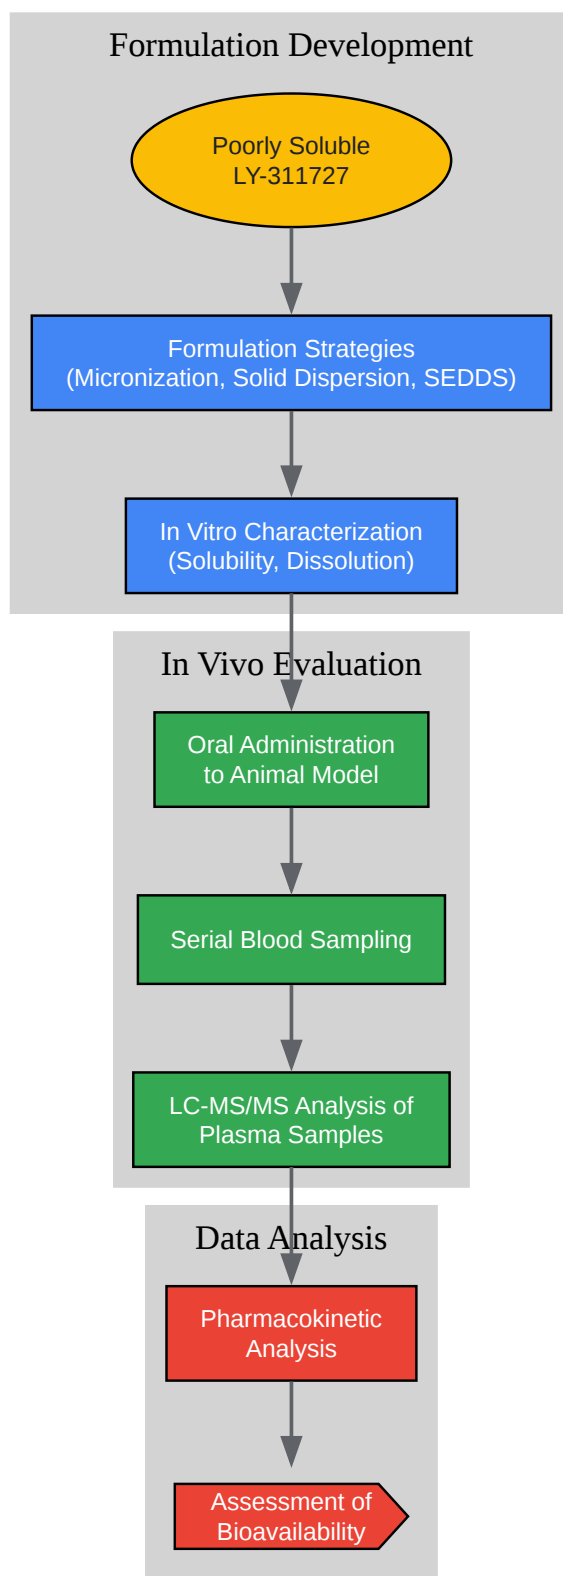 Formulation Development
Poorly Soluble
LY-311727
Formulation Strategies
(Micronization, Solid Dispersion, SEDDS)
In Vitro Characterization
(Solubility, Dissolution)
In Vivo Evaluation
Oral Administration
to Animal Model
Serial Blood Sampling
LC-MS/MS Analysis of
Plasma Samples
Data Analysis
Pharmacokinetic
Analysis
Assessment of
Bioavailability